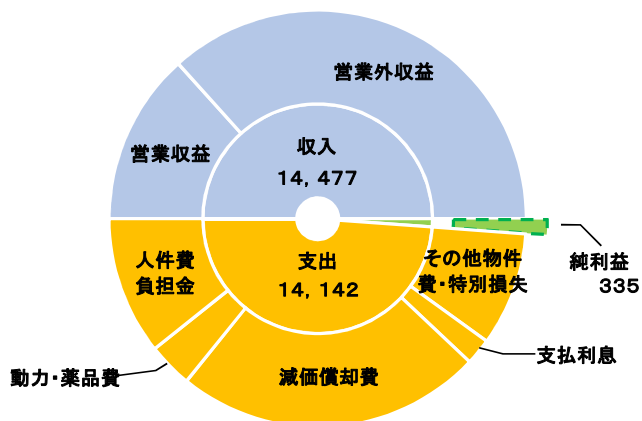 営業外収益
営業収益
収入
14,477
人件費
負担金
支出
14,142
その他物件
費・特別損失
純利益
335
動力・薬品費
減価償却費
支払利息